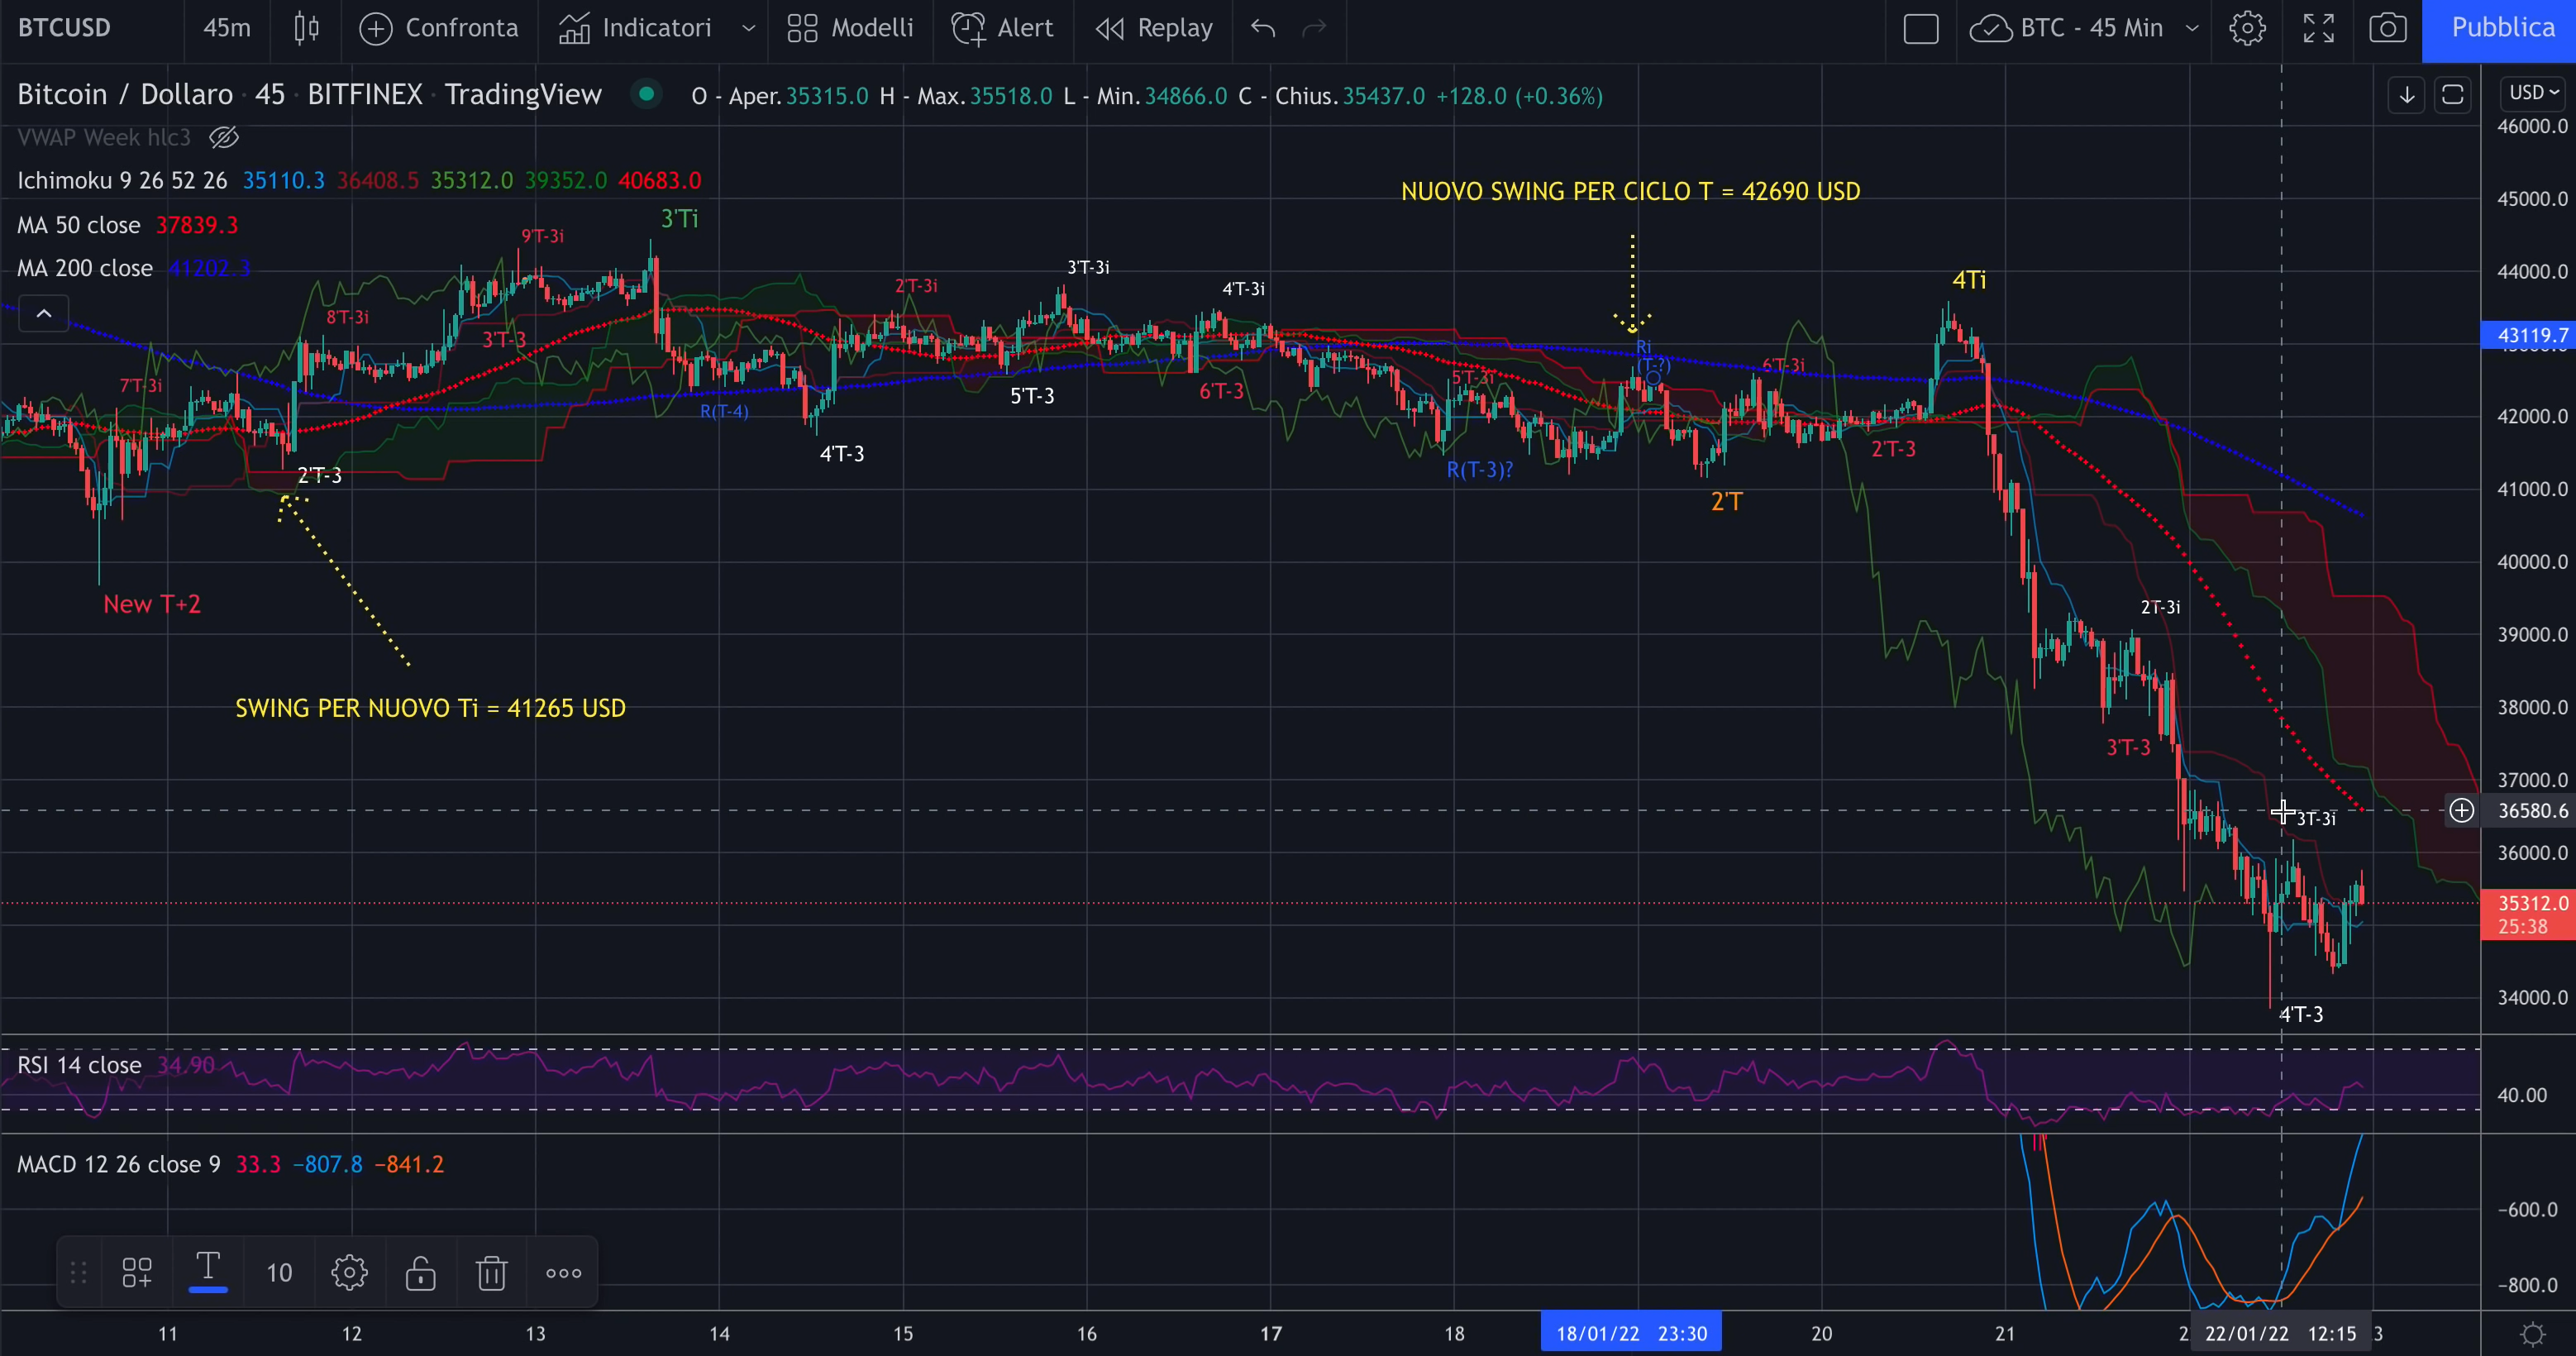 BTCUSD 45m Confronta Indicatori Modelli Alert Replay BTC - 45 Min Pubblica
Bitcoin / Dollaro · 45 · BITFINEX · TradingView O - Aper.35315.0 H - Max.35518.0 L - Min.34866.0 C - Chius.35437.0 +128.0 (+0.36%) USD
VWAP Week hlc3
46000.0
Ichimoku 9 26 52 26 35110.3 36408.5 35312.0 39352.0 40683.0
NUOVO SWING PER CICLO T = 42690 USD
45000.0
3'Ti
MA 50 close 37839.3
9'T-3i
MA 200 close 41202.3
3'T-3i
44000.0
4Ti
2'T-3i
4'T-3i
8'T-3i
43119.7
3'T-3
Ri
(T-?)
6'T-3i
5'T-3i
7'T-3i
5'T-3
6'T-3
R(T-4)
42000.0
4'T-3
2'T-3
R(T-3)?
2'T-3
2'T
41000.0
40000.0
New T+2
2T-3i
39000.0
SWING PER NUOVO Ti = 41265 USD
38000.0
3'T-3
37000.0
36580.6
3T-3i
36000.0
35312.0
25:38
34000.0
4'T-3
RSI 14 close 34.90
40.00
MACD 12 26 close 9 33.3 −807.8 −841.2
−600.0
10
−800.0
11 12 13 14 15 16 17 18 18/01/22 23:30 20 21 22/01/22 12:15